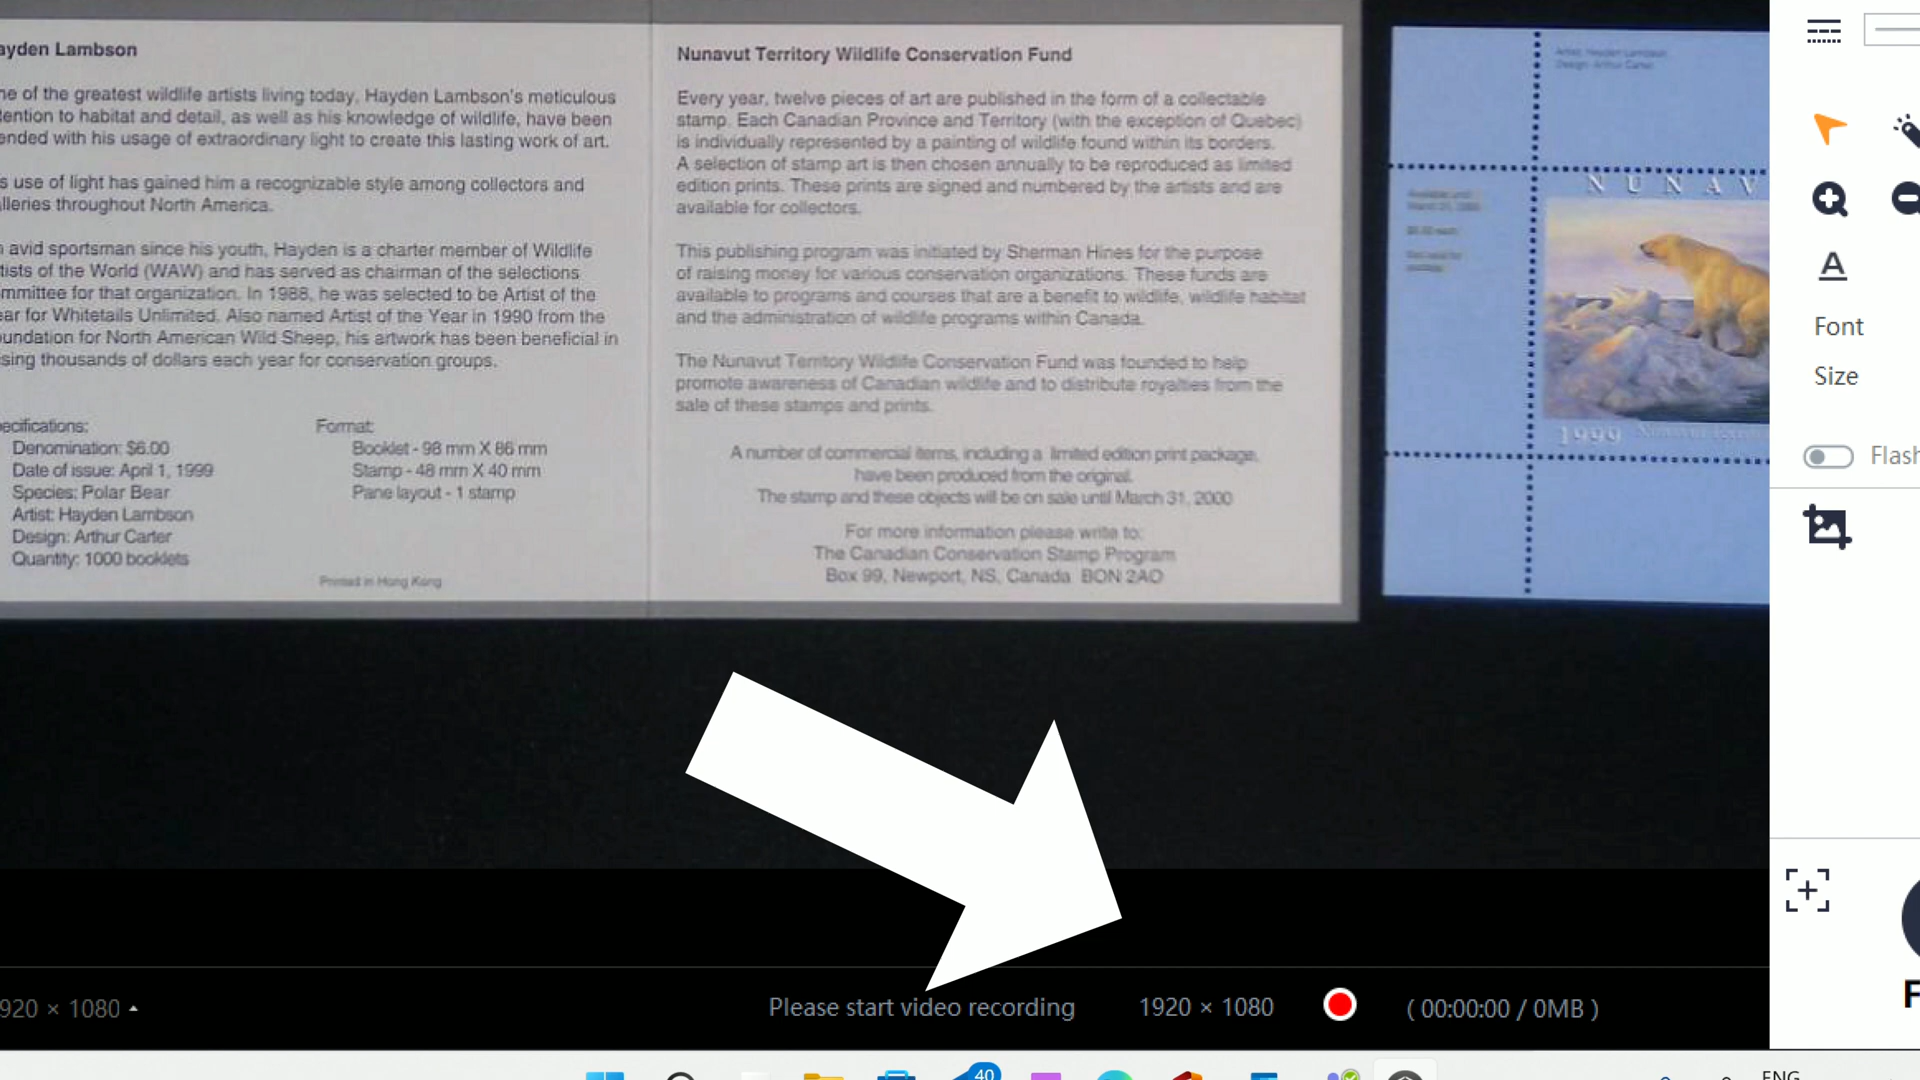 ayden Lambson
ne of the greatest wildlife artists living today, Hayden Lambson's meticulous
tention to habitat and detail, as well as his knowledge of wildlife, have been
ended with his usage of extraordinary light to create this lasting work of art.
s use of light has gained him a recognizable style among collectors and
lleries throughout North America.
n avid sportsman since his youth, Hayden is a charter member of Wildlife
tists of the World (WAW) and has served as chairman of the selections
mmittee for that organization. In 1988, he was selected to be Artist of the
ear for Whitetails Unlimited. Also named Artist of the Year in 1990 from the
undation for North American Wild Sheep, his artwork has been beneficial in
ising thousands of dollars each year for conservation groups.
ecifications:
Denomination: $6.00
Date of issue: April 1, 1999
Species: Polar Bear
Artist: Hayden Lambson
Design: Arthur Carter
Quantity: 1000 booklets
Format:
Booklet - 98 mm X 86 mm
Stamp - 48 mm X 40 mm
Pane layout - 1 stamp
Printed in Hong Kong
Nunavut Territory Wildlife Conservation Fund
Every year, twelve pieces of art are published in the form of a collectable
stamp. Each Canadian Province and Territory (with the exception of Quebec)
is individually represented by a painting of wildlife found within its borders.
A selection of stamp art is then chosen annually to be reproduced as limited
edition prints. These prints are signed and numbered by the artists and are
available for collectors.
This publishing program was initiated by Sherman Hines for the purpose
of raising money for various conservation organizations. These funds are
available to programs and courses that are a benefit to wildlife, wildlife habitat
and the administration of wildlife programs within Canada.
The Nunavut Territory Wildlife Conservation Fund was founded to help
promote awareness of Canadian wildlife and to distribute royalties from the
sale of these stamps and prints.
A number of commercial items, including a limited edition print package,
have been produced from the original.
The stamp and these objects will be on sale until March 31, 2000
For more information please write to:
The Canadian Conservation Stamp Program
Box 99, Newport, NS, Canada BON 2AO
Artist: Hayden Lambson
Design: Arthur Carter
NUNAV
1999 Nunavut
A
Font
Size
Flash
F
920 × 1080
Please start video recording
1920 × 1080
( 00:00:00 / 0MB )
40
ENG